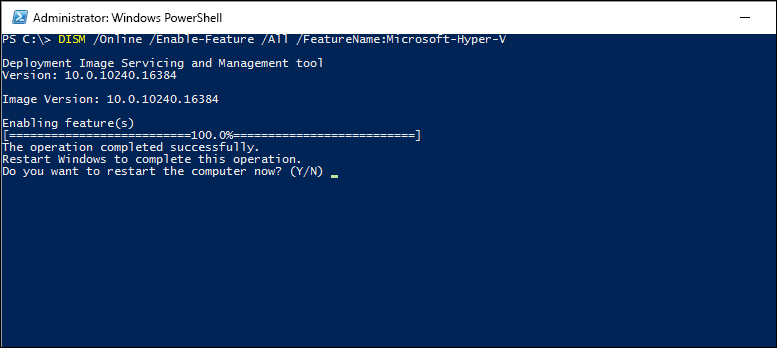 Administrator: Windows PowerShell
PS C:\> DISM /Online /Enable-Feature /All /FeatureName:Microsoft-Hyper-V
Deployment Image Servicing and Management tool
Version: 10.0.10240.16384
Image Version: 10.0.10240.16384
Enabling feature(s)
[==========================100.0%==========================]
The operation completed successfully.
Restart Windows to complete this operation.
Do you want to restart the computer now? (Y/N)